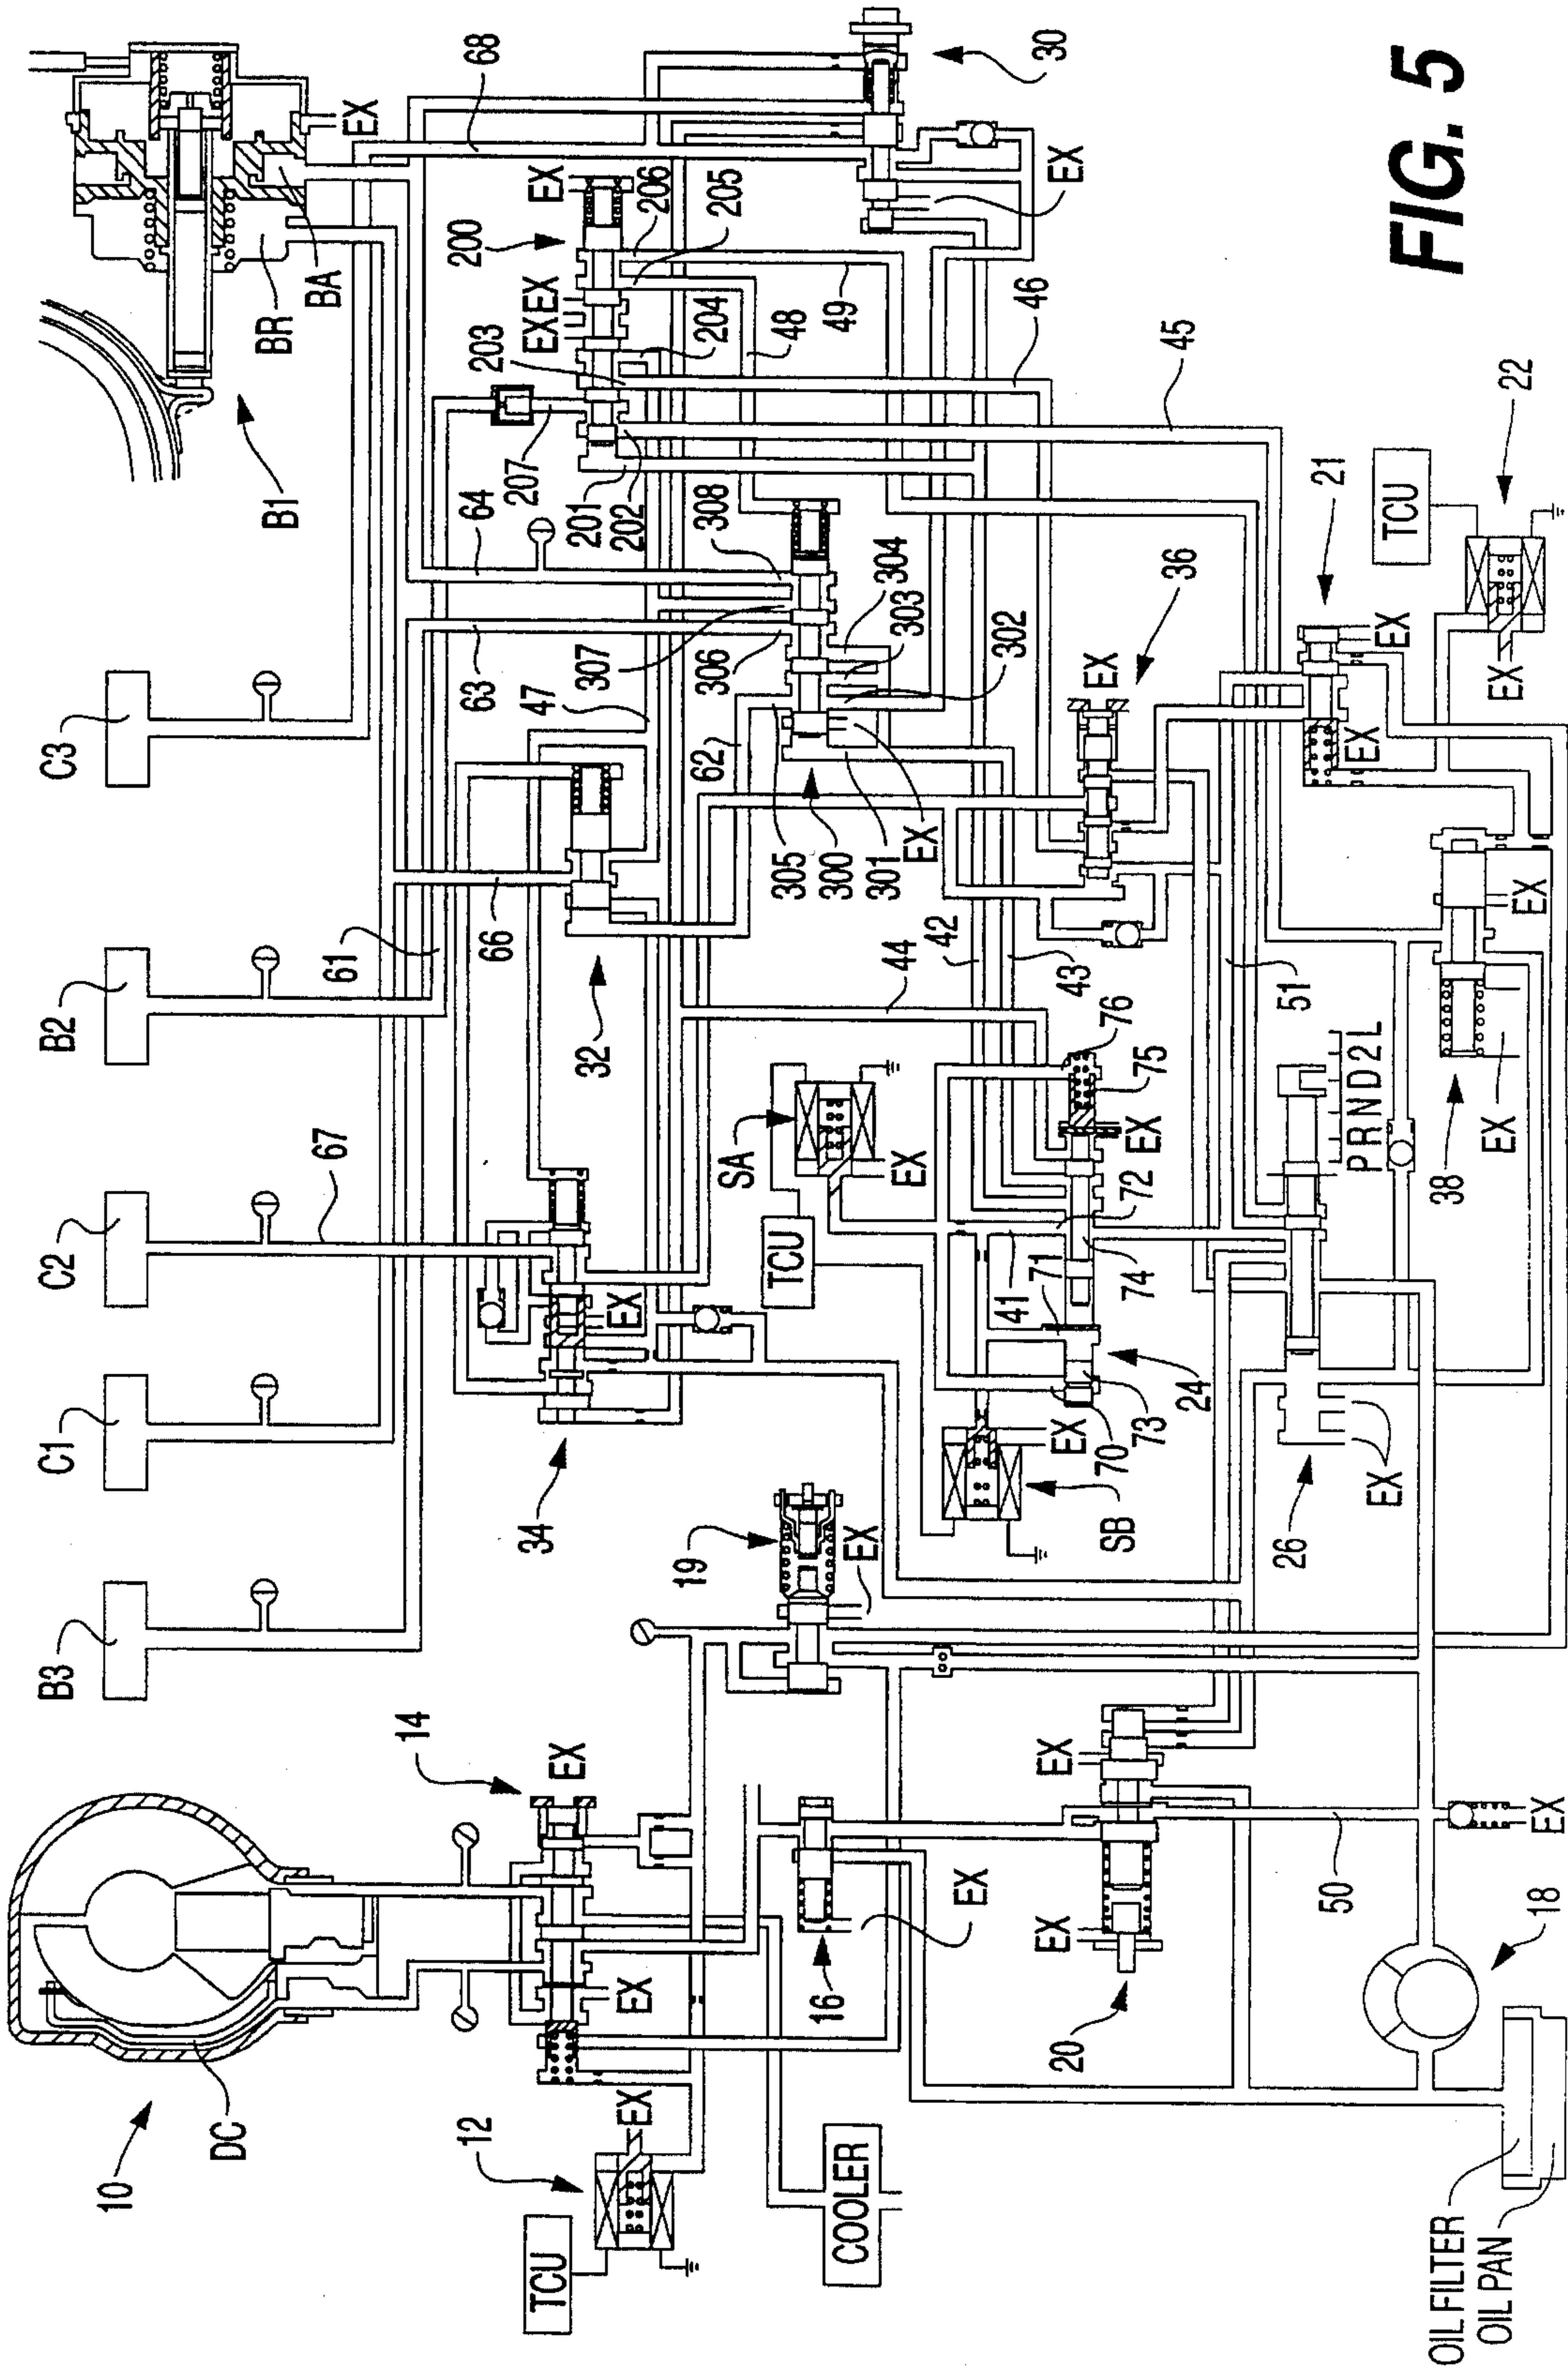 10
DC
B3
C1
C2
B2
C3
B1
BR
BA
EX
TCU
12
EX
14
EX
EX
34
EX
67
61
66
32
62
47
63
64
207
201
202
203
204
200
EX
EX
EX
205
206
68
30
COOLER
16
EX
19
EX
SA
TCU
EX
305
300
301
EX
306
307
308
304
303
302
48
49
EX
20
EX
EX
SB
EX
70
73
71
41
24
74
72
EX
75
76
44
42
43
36
EX
46
45
OIL FILTER
OIL PAN
18
50
EX
26
EX
P R N D 2 L
51
38
EX
EX
21
EX
EX
TCU
22
EX
FIG. 5